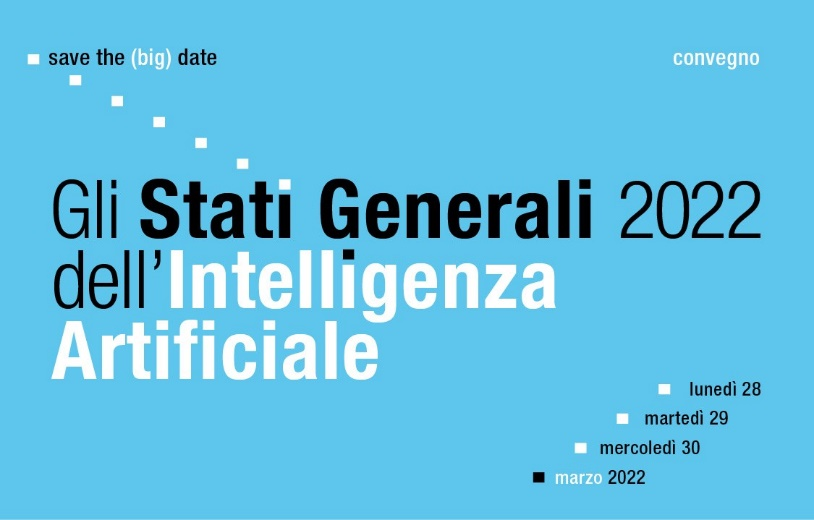 save the (big) date
convegno
Gli Stati Generali 2022
dell'Intelligenza
Artificiale
lunedì 28
martedì 29
mercoledì 30
marzo 2022